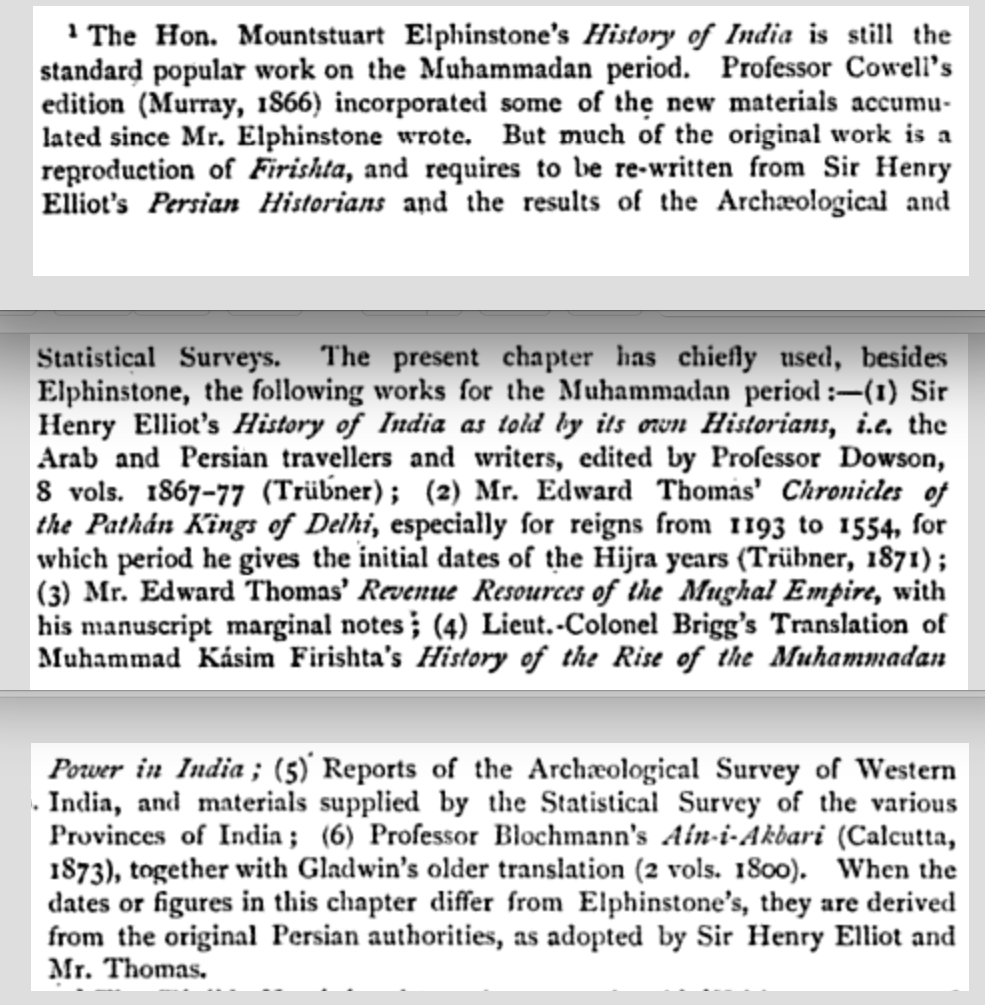 ¹ The Hon. Mountstuart Elphinstone's History of India is still the
standard popular work on the Muhammadan period. Professor Cowell's
edition (Murray, 1866) incorporated some of the new materials accumu-
lated since Mr. Elphinstone wrote. But much of the original work is a
reproduction of Firishta, and requires to be re-written from Sir Henry
Elliot's Persian Historians and the results of the Archæological and
Statistical Surveys. The present chapter has chiefly used, besides
Elphinstone, the following works for the Muhammadan period:—(1) Sir
Henry Elliot's History of India as told by its own Historians, i.e. the
Arab and Persian travellers and writers, edited by Professor Dowson,
8 vols. 1867–77 (Trübner); (2) Mr. Edward Thomas' Chronicles of
the Pathán Kings of Delhi, especially for reigns from 1193 to 1554, for
which period he gives the initial dates of the Hijra years (Trübner, 1871);
(3) Mr. Edward Thomas' Revenue Resources of the Mughal Empire, with
his manuscript marginal notes; (4) Lieut.-Colonel Brigg's Translation of
Muhammad Kásim Firishta's History of the Rise of the Muhammadan
Power in India; (5) Reports of the Archæological Survey of Western
India, and materials supplied by the Statistical Survey of the various
Provinces of India; (6) Professor Blochmann's Aín-i-Akbari (Calcutta,
1873), together with Gladwin's older translation (2 vols. 1800). When the
dates or figures in this chapter differ from Elphinstone's, they are derived
from the original Persian authorities, as adopted by Sir Henry Elliot and
Mr. Thomas.